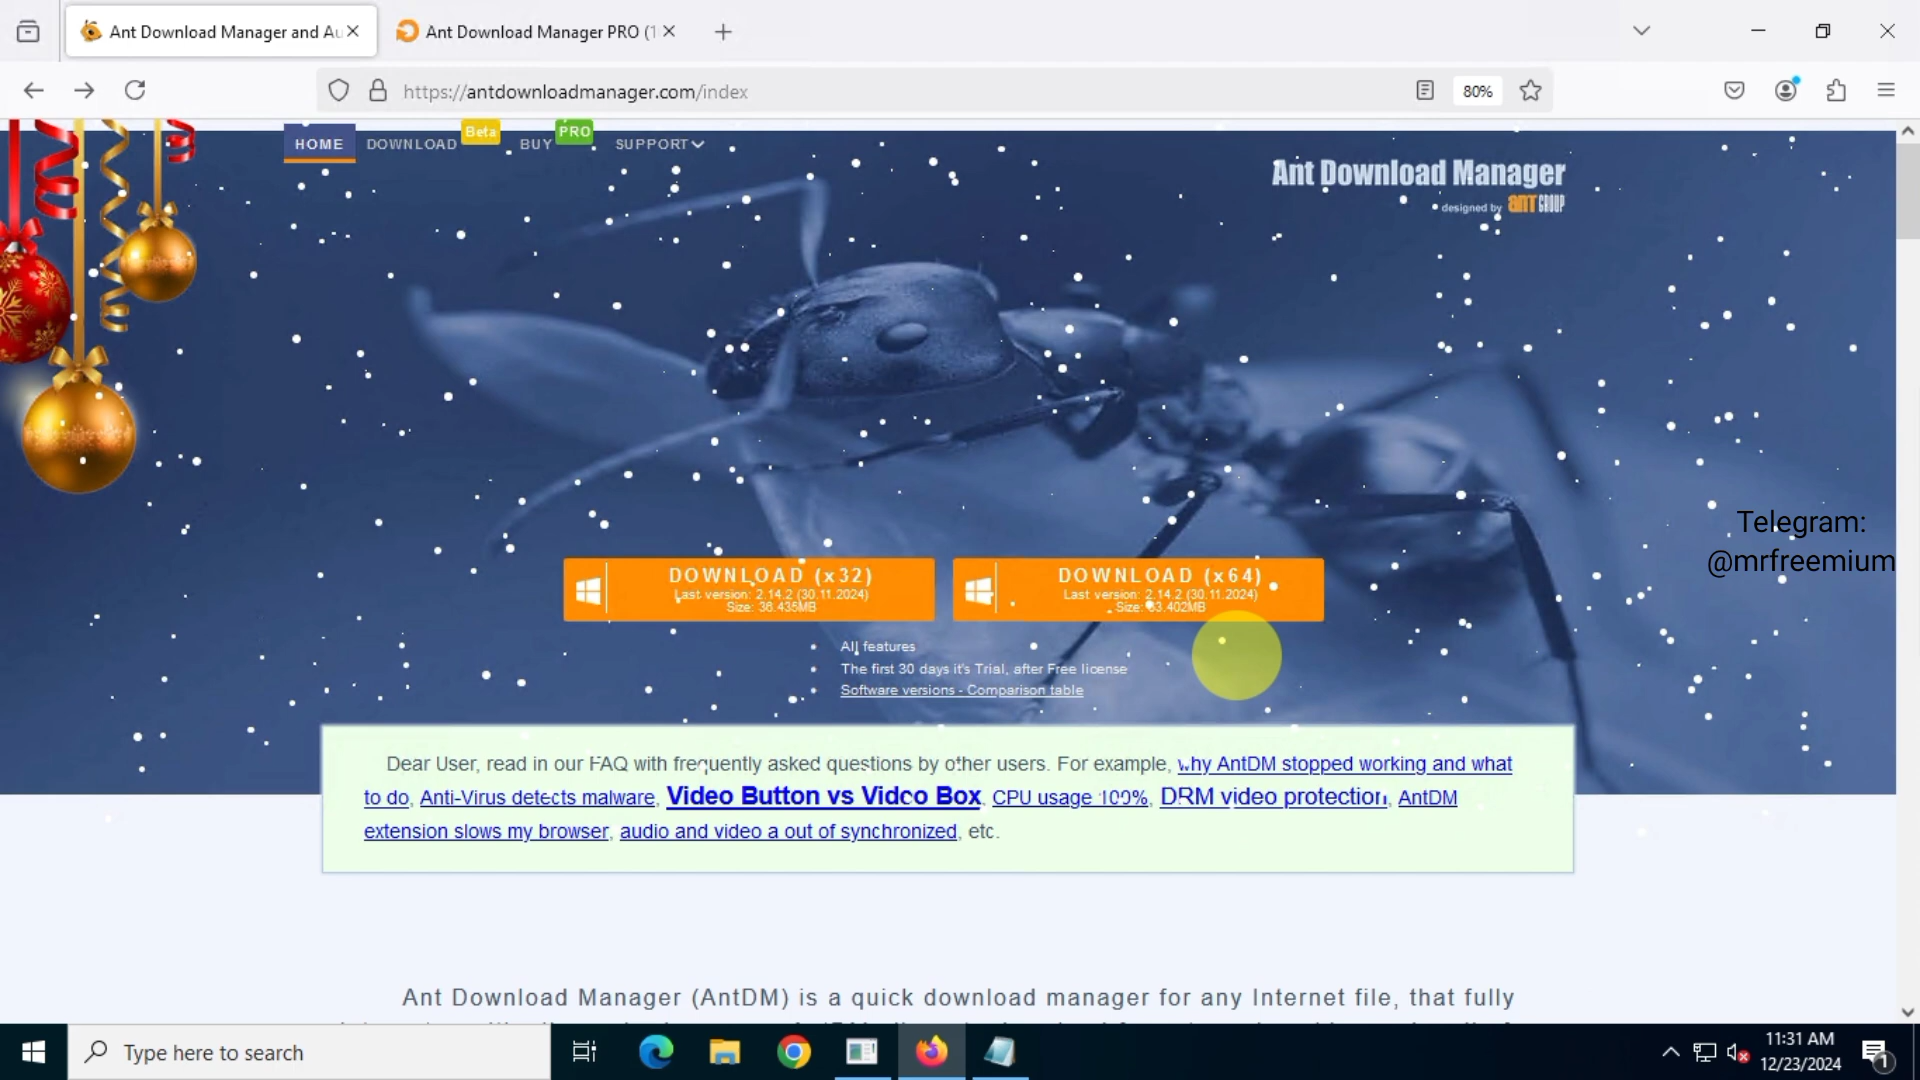 Ant Download Manager and Au
Ant Download Manager PRO (1
https://antdownloadmanager.com/index
80%
HOME
DOWNLOAD
Beta
BUY
PRO
SUPPORT
Ant Download Manager
designed by ANT GROUP
DOWNLOAD (x32)
Last version: 2.14.2 (30.11.2024)
Size: 36.435MB
DOWNLOAD (x64)
Last version: 2.14.2 (30.11.2024)
Size: 63.402MB
Telegram:
@mrfreemium
All features
The first 30 days it's Trial, after Free license
Software versions - Comparison table
Dear User, read in our FAQ with frequently asked questions by other users. For example, why AntDM stopped working and what
to do, Anti-Virus detects malware, Video Button vs Video Box, CPU usage 100%, DRM video protection, AntDM
extension slows my browser, audio and video a out of synchronized, etc.
Ant Download Manager (AntDM) is a quick download manager for any Internet file, that fully
Type here to search
11:31 AM
12/23/2024
1